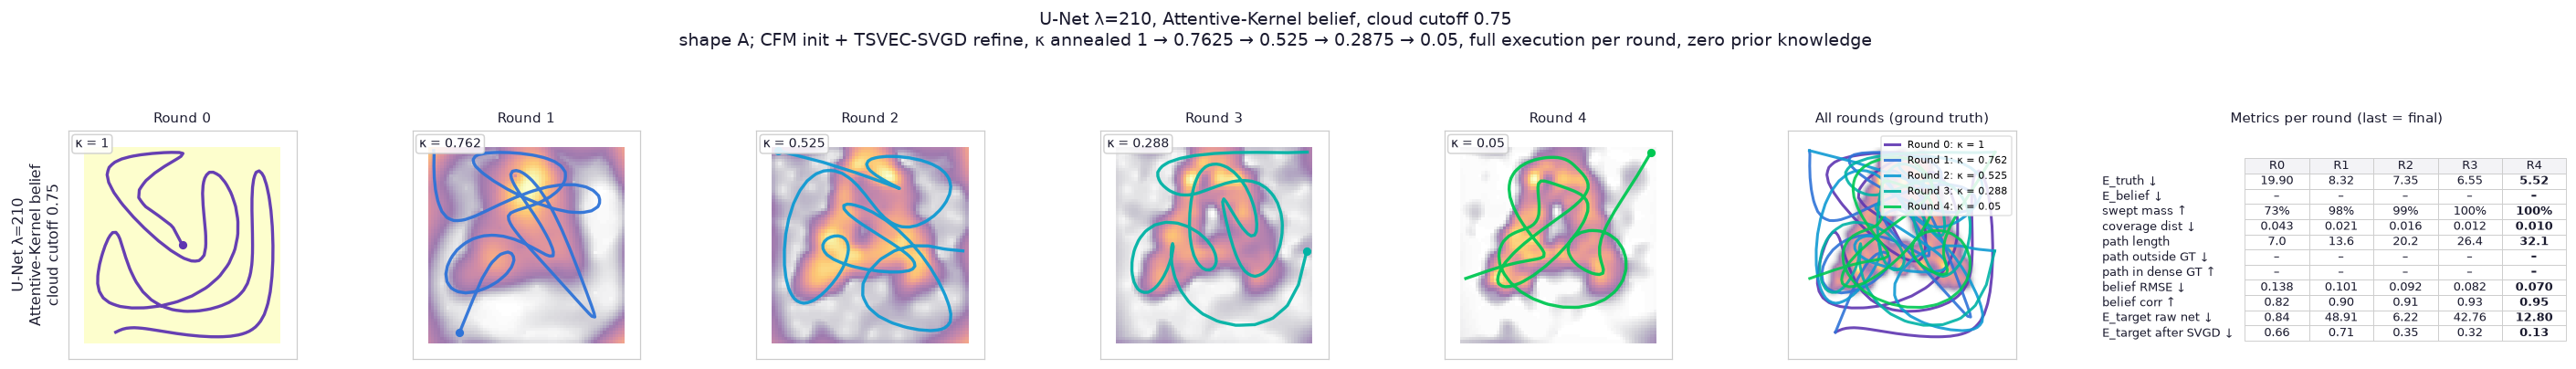 U-Net λ=210, Attentive-Kernel belief, cloud cutoff 0.75
shape A; CFM init + TSVEC-SVGD refine, κ annealed 1 → 0.7625 → 0.525 → 0.2875 → 0.05, full execution per round, zero prior knowledge
U-Net λ=210
Attentive-Kernel belief
cloud cutoff 0.75
Round 0
κ = 1
Round 1
κ = 0.762
Round 2
κ = 0.525
Round 3
κ = 0.288
Round 4
κ = 0.05
All rounds (ground truth)
Round 0: κ = 1
Round 1: κ = 0.762
Round 2: κ = 0.525
Round 3: κ = 0.288
Round 4: κ = 0.05
Metrics per round (last = final)
R0 R1 R2 R3 R4
E_truth ↓ 19.90 8.32 7.35 6.55 5.52
E_belief ↓ – – – – –
swept mass ↑ 73% 98% 99% 100% 100%
coverage dist ↓ 0.043 0.021 0.016 0.012 0.010
path length 7.0 13.6 20.2 26.4 32.1
path outside GT ↓ – – – – –
path in dense GT ↑ – – – – –
belief RMSE ↓ 0.138 0.101 0.092 0.082 0.070
belief corr ↑ 0.82 0.90 0.91 0.93 0.95
E_target raw net ↓ 0.84 48.91 6.22 42.76 12.80
E_target after SVGD ↓ 0.66 0.71 0.35 0.32 0.13